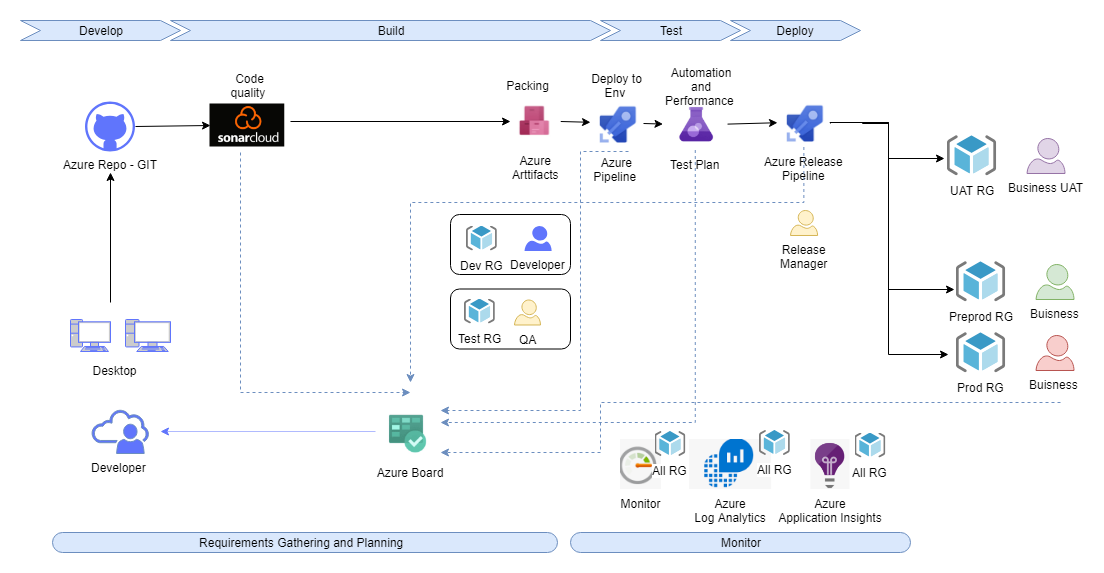 Develop
Build
Test
Deploy
Code
quality
sonarcloud
Packing
Deploy to
Env
Automation
and
Performance
Azure Repo - GIT
Azure
Arttifacts
Azure
Pipeline
Test Plan
Azure Release
Pipeline
UAT RG
Business UAT
Dev RG
Developer
Release
Manager
Test RG
QA
Preprod RG
Buisness
Desktop
Prod RG
Buisness
Developer
Azure Board
All RG
All RG
All RG
Monitor
Azure
Log Analytics
Azure
Application Insights
Requirements Gathering and Planning
Monitor